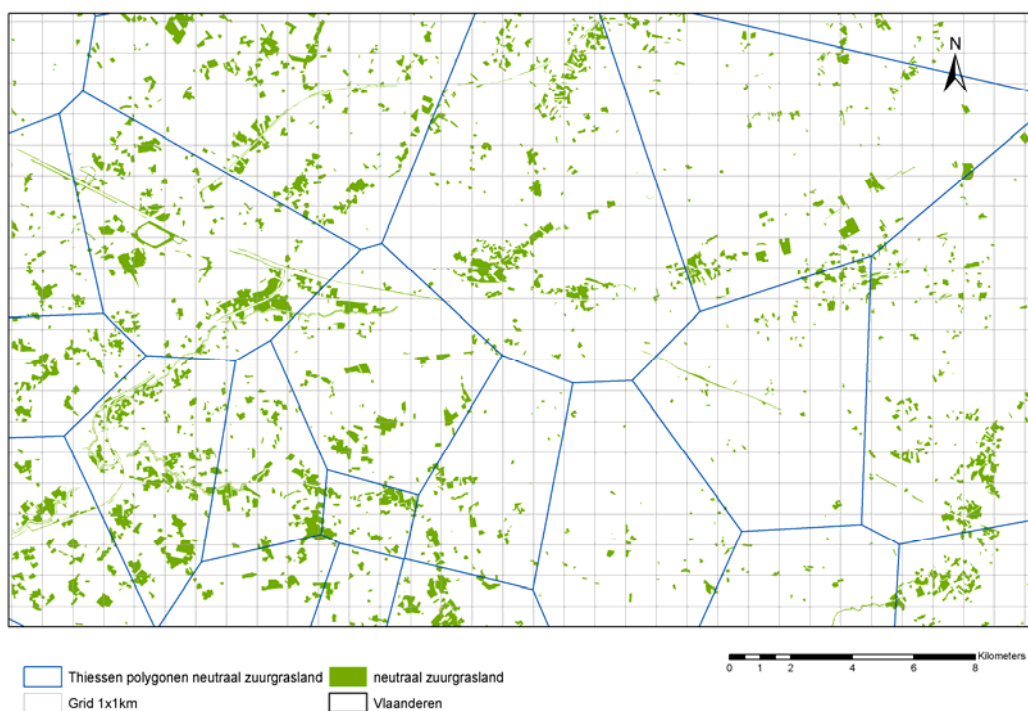 N
Thiessen polygonen neutraal zuurgrasland
neutraal zuurgrasland
Grid 1x1km
Vlaanderen
Kilometers
0 1 2 4 6 8